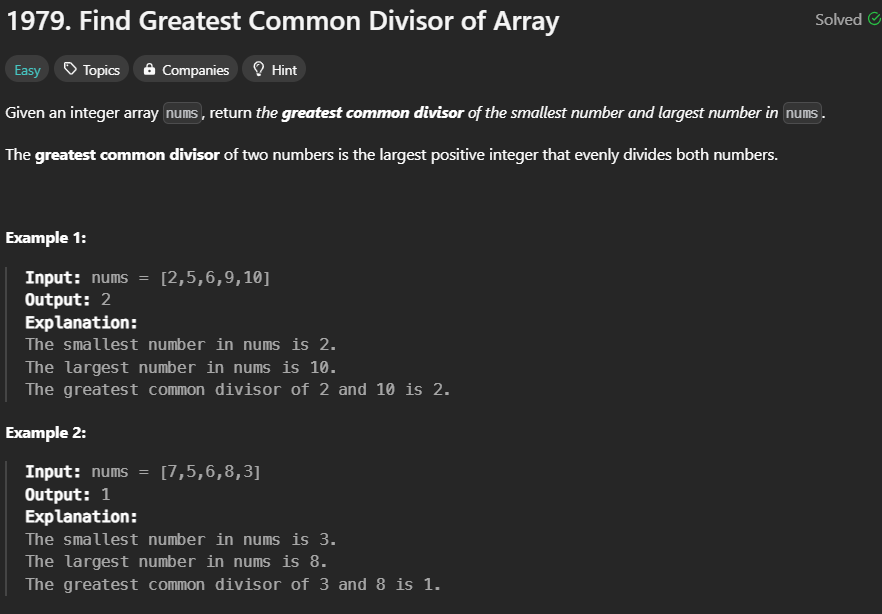 1979. Find Greatest Common Divisor of Array
Solved
Easy Topics Companies Hint
Given an integer array nums, return the greatest common divisor of the smallest number and largest number in nums.
The greatest common divisor of two numbers is the largest positive integer that evenly divides both numbers.
Example 1:
Input: nums = [2,5,6,9,10]
Output: 2
Explanation:
The smallest number in nums is 2.
The largest number in nums is 10.
The greatest common divisor of 2 and 10 is 2.
Example 2:
Input: nums = [7,5,6,8,3]
Output: 1
Explanation:
The smallest number in nums is 3.
The largest number in nums is 8.
The greatest common divisor of 3 and 8 is 1.